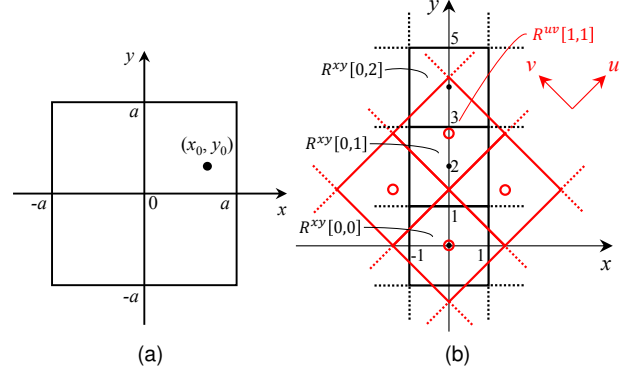 y
a
(x₀, y₀)
-a
0
a
x
-a
(a)
y
5
R^{uv}[1,1]
R^{xy}[0,2]
v
u
3
R^{xy}[0,1]
2
1
R^{xy}[0,0]
-1
1
x
(b)